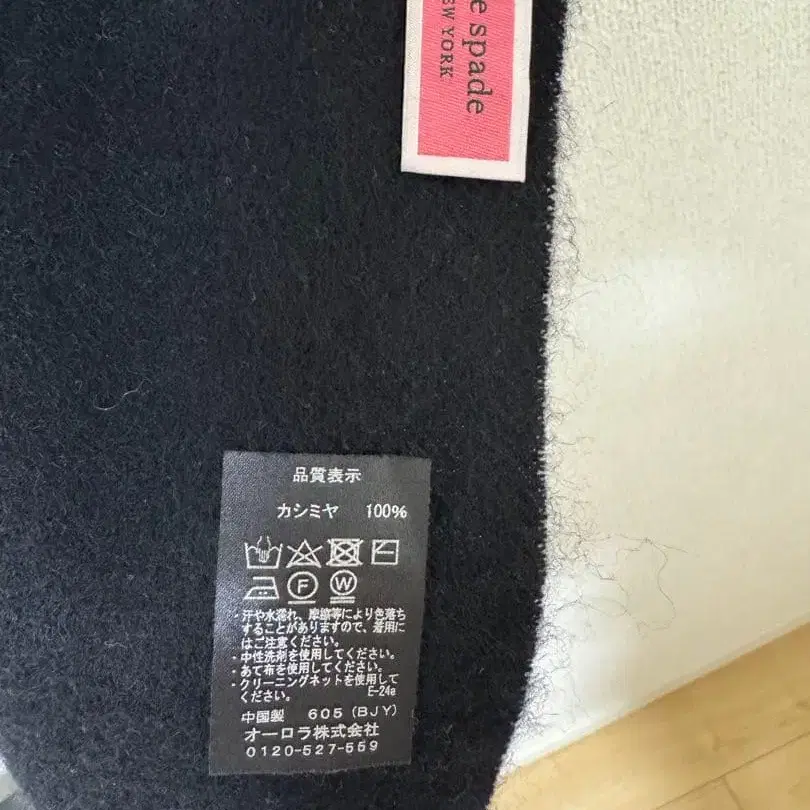 e spade
EW YORK
品質表示
カシミヤ 100%
F W
・汗や水濡れ、摩擦等により色落ち
することがありますので、着用に
はご注意ください。
・中性洗剤を使用してください。
・あて布を使用してください。
・クリーニングネットを使用して
ください。 E-24a
中国製 605 (BJY)
オーロラ株式会社
0120-527-559